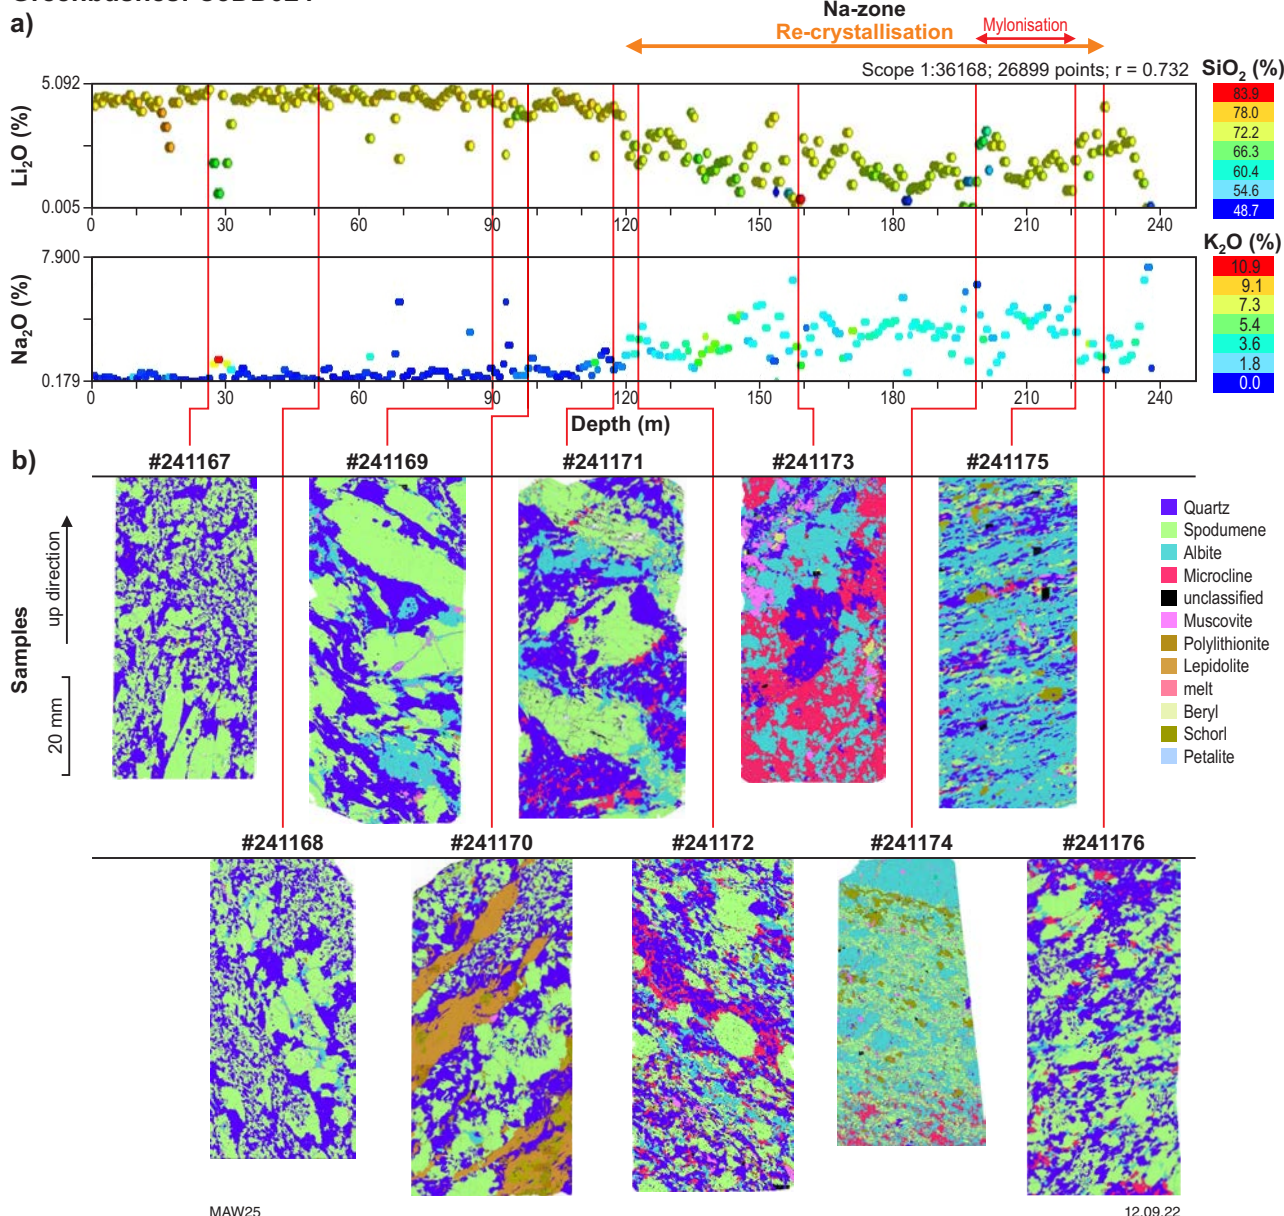 a)
Na-zone
Re-crystallisation
Mylonisation
Scope 1:36168; 26899 points; r = 0.732
SiO₂ (%)
83.9
78.0
72.2
66.3
60.4
54.6
48.7
5.092
Li₂O (%)
0.005
0 30 60 90 120 150 180 210 240
7.900
Na₂O (%)
0.179
0 30 60 90 120 150 180 210 240
Depth (m)
K₂O (%)
10.9
9.1
7.3
5.4
3.6
1.8
0.0
b)
#241167 #241169 #241171 #241173 #241175
Samples
up direction
20 mm
Quartz
Spodumene
Albite
Microcline
unclassified
Muscovite
Polylithionite
Lepidolite
melt
Beryl
Schorl
Petalite
#241168 #241170 #241172 #241174 #241176
MAW25
12.09.22